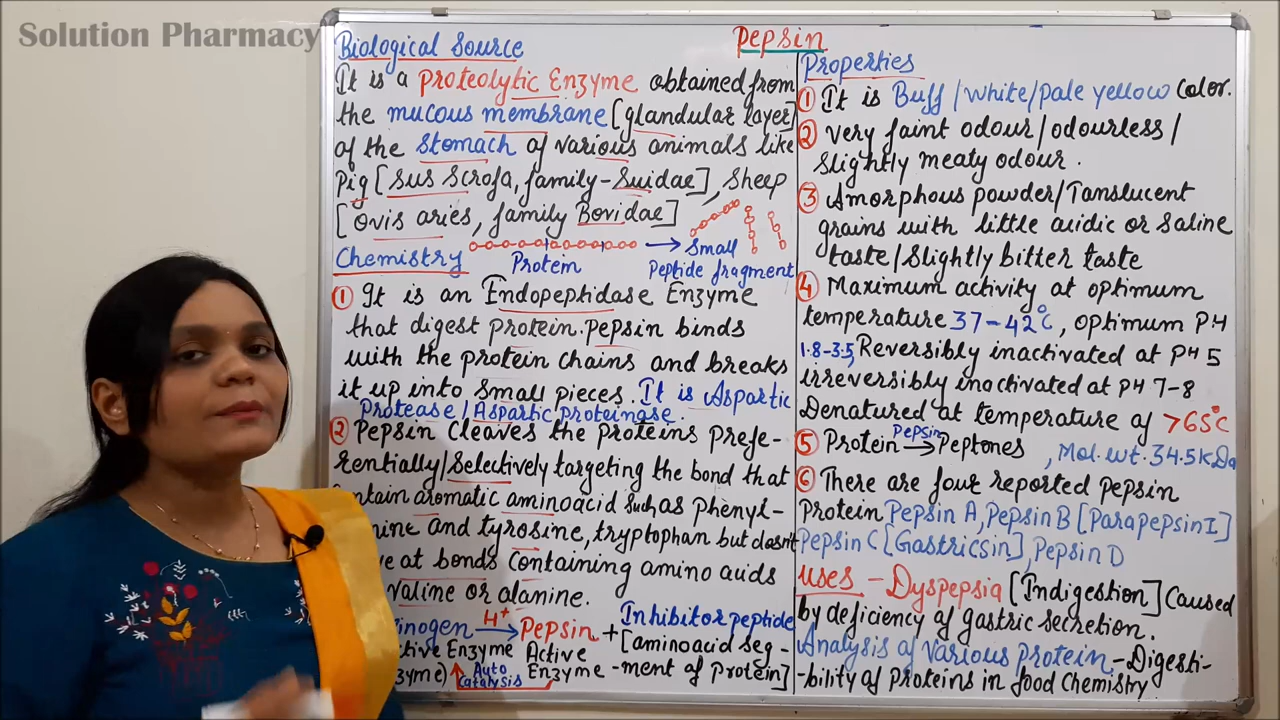 Solution Pharmacy
Pepsin
Biological Source
It is a proteolytic Enzyme obtained from
the mucous membrane [glandular layer]
of the stomach of various animals like
Pig [Sus Scrofa, family-Suidae], Sheep
[Ovis aries, family Bovidae]
Protein → Small
Peptide fragment
Chemistry
① It is an Endopeptidase Enzyme
that digest protein. Pepsin binds
with the protein chains and breaks
it up into small pieces. It is Aspartic
Protease / Aspartic proteinase.
② Pepsin cleaves the proteins prefe-
rentially/Selectively targeting the bond that
contain aromatic aminoacid such as phenyl-
nine and tyrosine, tryptophan but doesn't
at bonds containing amino acids
valine or alanine.
inogen H+ → Pepsin + Inhibitor peptide
ctive Enzyme Active [aminoacid seg-
zyme) Auto Catalysis Enzyme -ment of protein]
Properties
① It is Buff/White/pale yellow color.
② very faint odour/odourless/
Slightly meaty odour.
③ Amorphous powder/Tanslucent
grains with little aidic or Saline
taste/Slightly bitter taste
④ Maximum activity at optimum
temperature 37-42°C, optimum PH
1.8-3.5, Reversibly inactivated at PH 5
irreversibly inactivated at PH 7-8
Denatured at temperature of >65°C
⑤ Protein Pepsin → Peptones, Mol. wt. 34.5 kDa
⑥ There are four reported pepsin
Protein Pepsin A, Pepsin B [Parapepsin I]
Pepsin C [Gastricsin], Pepsin D
Uses - Dyspepsia [Indigestion] Caused
by deficiency of gastric secretion.
Analysis of various protein - Digesti-
-bility of Proteins in food Chemistry